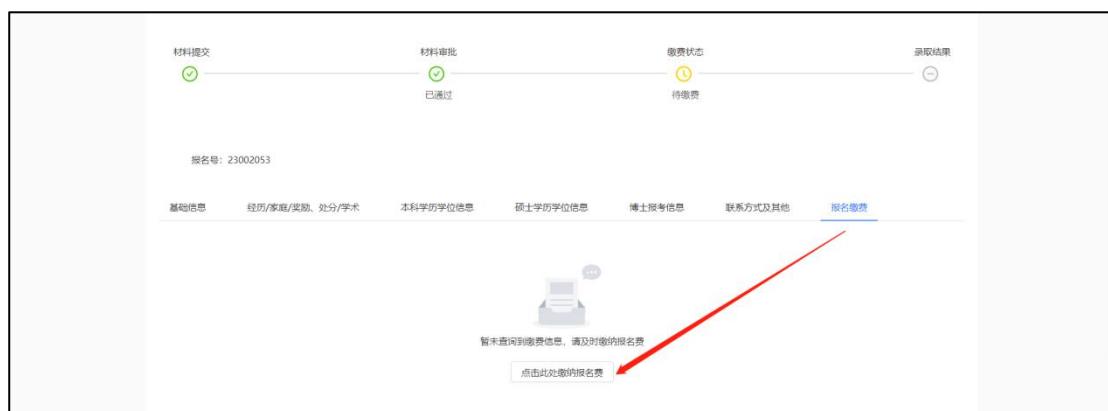 材料提交 材料审批 缴费状态 录取结果
已通过 待缴费
报名号：23002053
基础信息 经历/家庭/奖励、处分/学术 本科学历学位信息 硕士学历学位信息 博士报考信息 联系方式及其他 报名缴费
暂未查询到缴费信息，请及时缴纳报名费
点击此处缴纳报名费